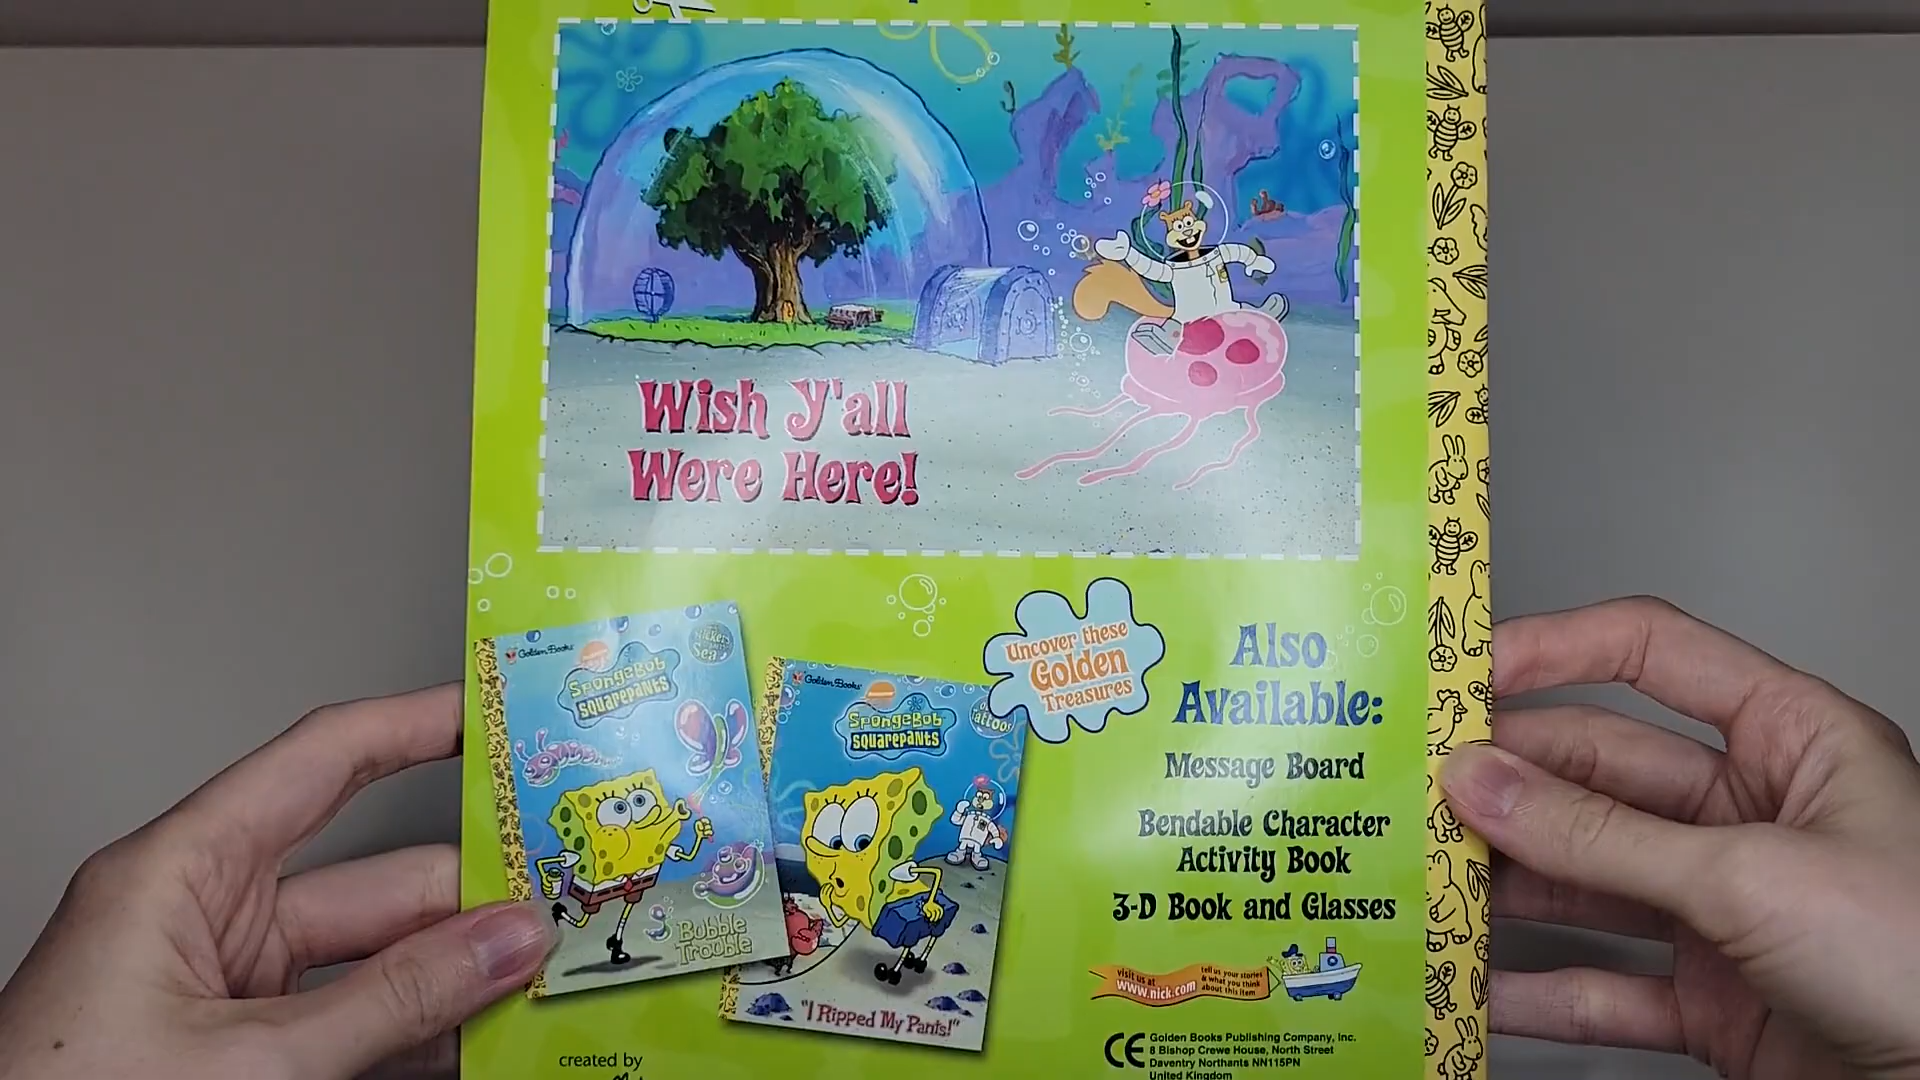 Wish Y'all
Were Here!
Uncover these
Golden
Treasures
Also
Available:
Message Board
Bendable Character
Activity Book
3-D Book and Glasses
Golden Books
SpongeBob
SquarePants
Sea
Bubble
Trouble
Golden Books
SpongeBob
SquarePants
Tattoos
"I Ripped My Pants!"
visit us at
www.nick.com
tell us your stories
& what you think
about this item
created by
CE
Golden Books Publishing Company, Inc.
8 Bishop Crewe House, North Street
Daventry Northants NN115PN
United Kingdom